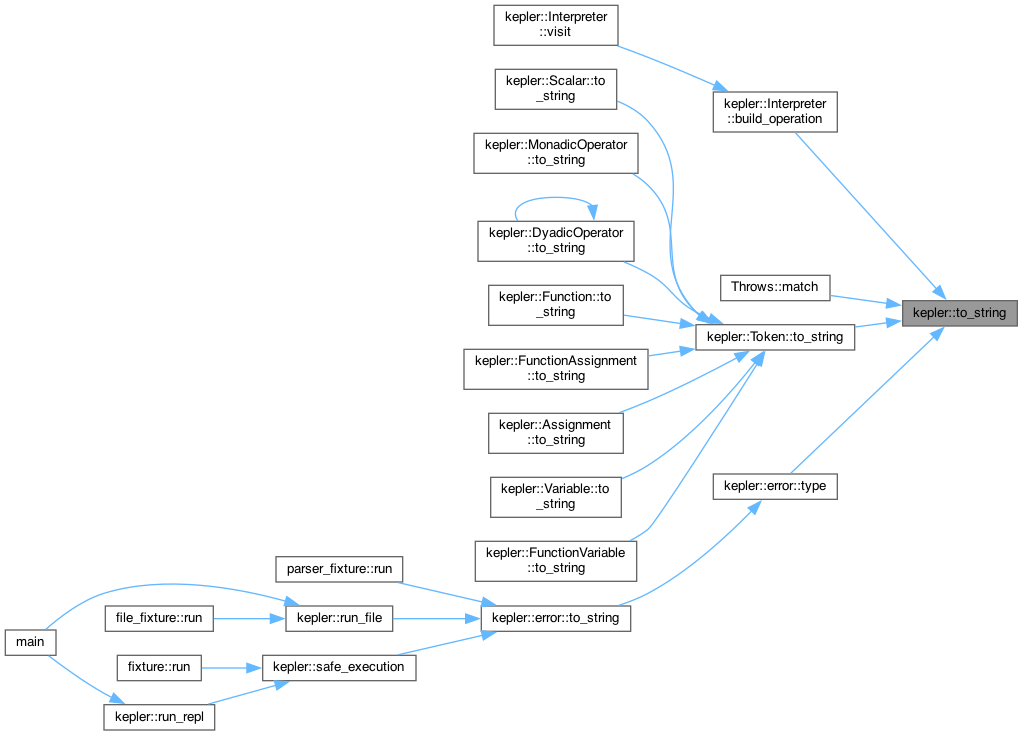 kepler::Interpreter
::visit
kepler::Scalar::to
_string
kepler::Interpreter
::build_operation
kepler::MonadicOperator
::to_string
kepler::DyadicOperator
::to_string
Throws::match
kepler::Function::to
_string
kepler::to_string
kepler::Token::to_string
kepler::FunctionAssignment
::to_string
kepler::Assignment
::to_string
kepler::Variable::to
_string
kepler::error::type
kepler::FunctionVariable
::to_string
parser_fixture::run
file_fixture::run
kepler::run_file
kepler::error::to_string
main
fixture::run
kepler::safe_execution
kepler::run_repl